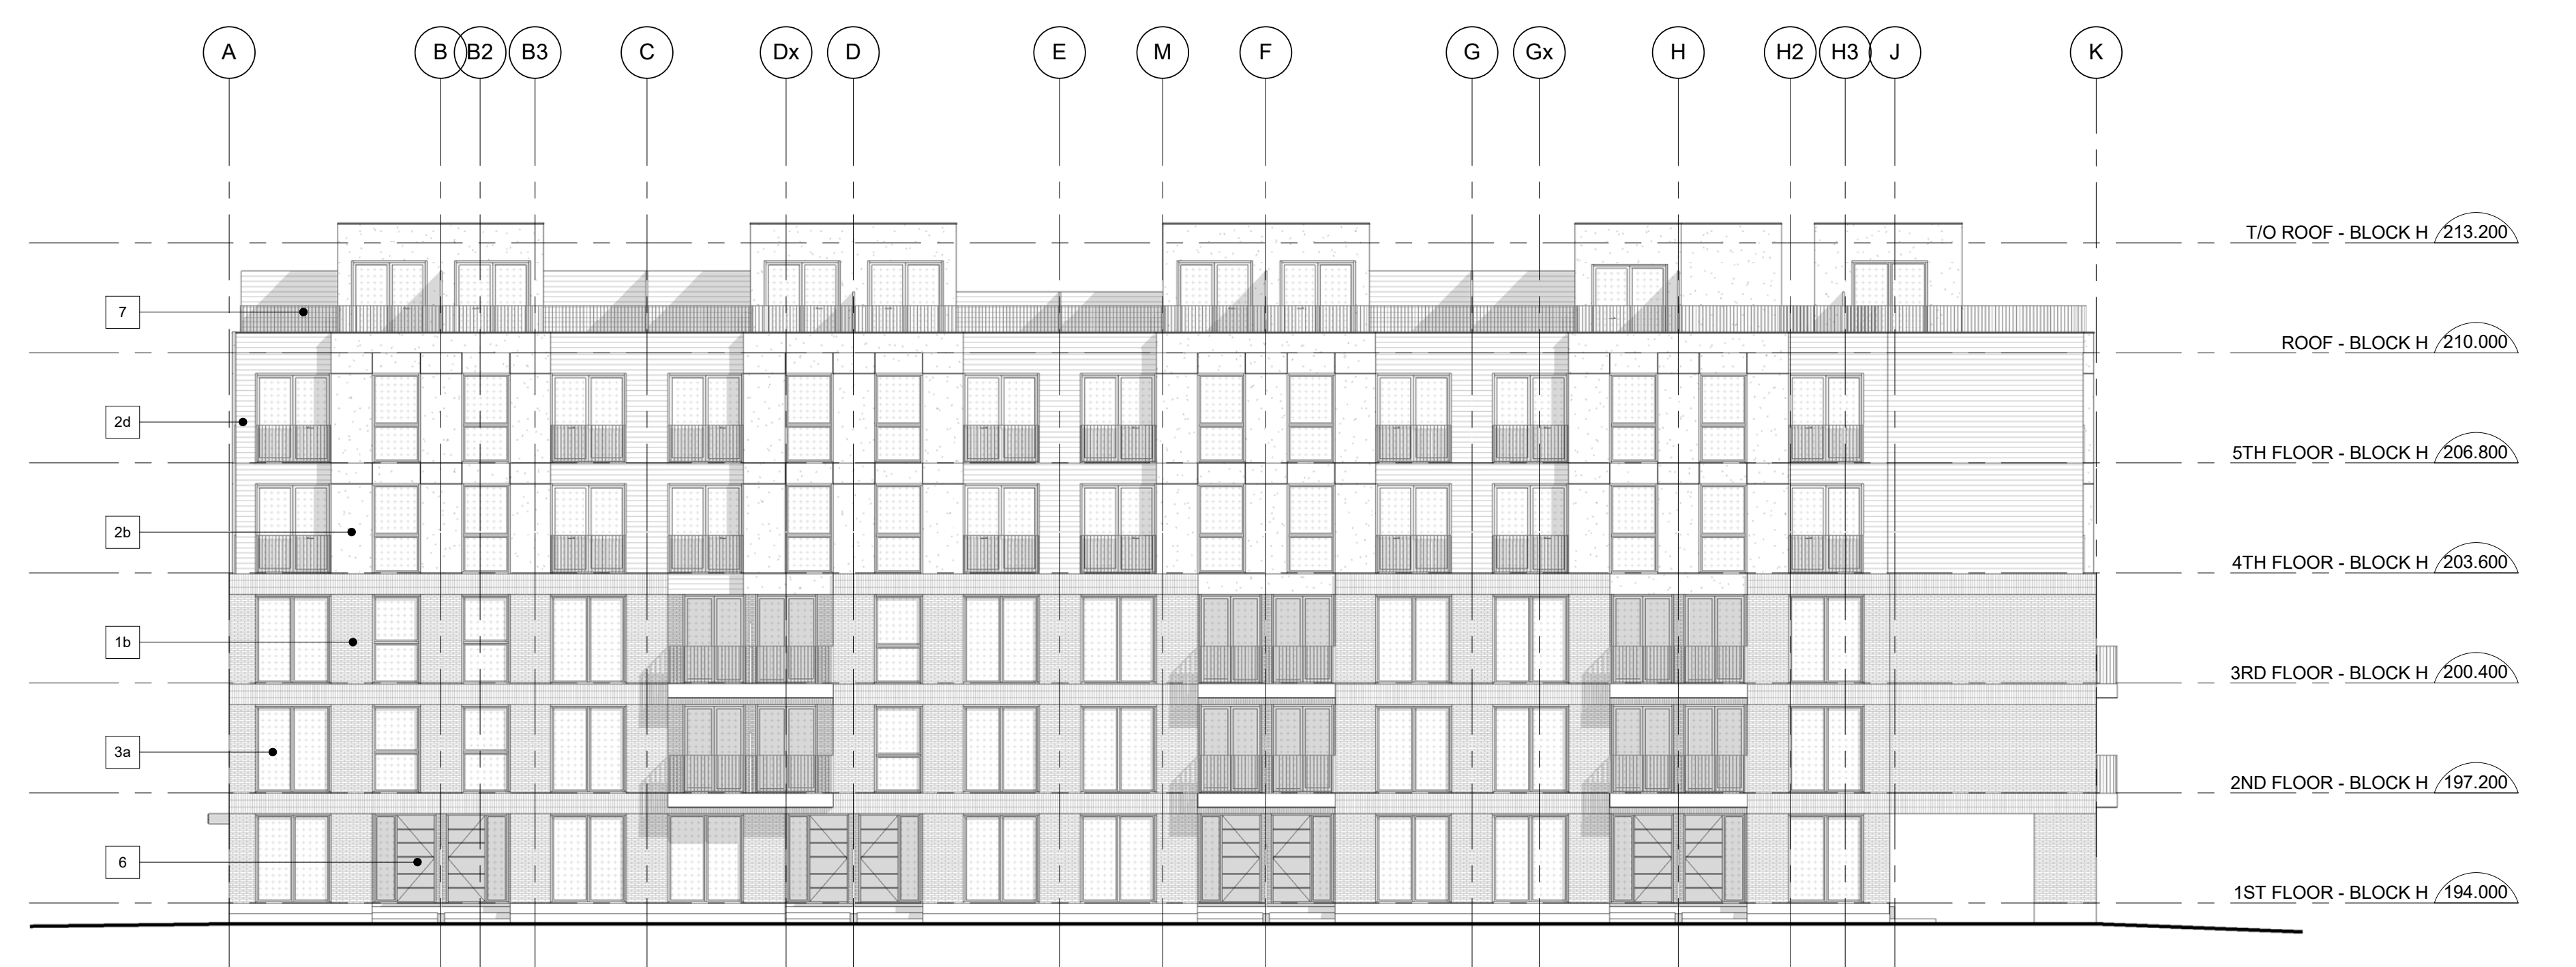 A B B2 B3 C Dx D E M F G Gx H H2 H3 J K
T/O ROOF - BLOCK H 213.200
7
ROOF - BLOCK H 210.000
2d
5TH FLOOR - BLOCK H 206.800
2b
4TH FLOOR - BLOCK H 203.600
1b
3RD FLOOR - BLOCK H 200.400
3a
2ND FLOOR - BLOCK H 197.200
6
1ST FLOOR - BLOCK H 194.000